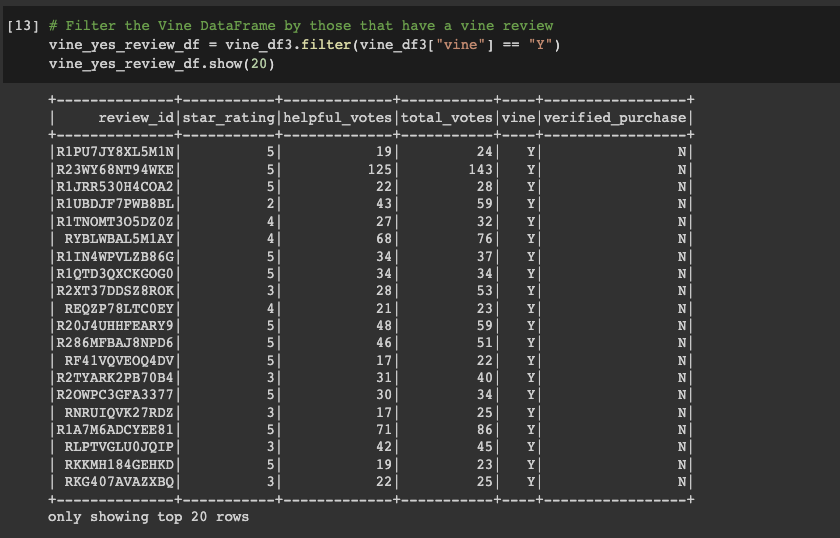 [13] # Filter the Vine DataFrame by those that have a vine review
vine_yes_review_df = vine_df3.filter(vine_df3["vine"] == "Y")
vine_yes_review_df.show(20)
+--------------+-----------+-------------+-----------+----+-----------------+
|     review_id|star_rating|helpful_votes|total_votes|vine|verified_purchase|
+--------------+-----------+-------------+-----------+----+-----------------+
|R1PU7JY8XL5M1N|          5|           19|         24|   Y|                N|
|R23WY68NT94WKE|          5|          125|        143|   Y|                N|
|R1JRR530H4COA2|          5|           22|         28|   Y|                N|
|R1UBDJF7PWB8BL|          2|           43|         59|   Y|                N|
|R1TNOMT3O5DZ0Z|          4|           27|         32|   Y|                N|
| RYBLWBAL5M1AY|          4|           68|         76|   Y|                N|
|R1IN4WPVLZB86G|          5|           34|         37|   Y|                N|
|R1QTD3QXCKGOG0|          5|           34|         34|   Y|                N|
|R2XT37DDSZ8ROK|          3|           28|         53|   Y|                N|
| REQZP78LTC0EY|          4|           21|         23|   Y|                N|
|R20J4UHHFEARY9|          5|           48|         59|   Y|                N|
|R286MFBAJ8NPD6|          5|           46|         51|   Y|                N|
| RF41VQVEOQ4DV|          5|           17|         22|   Y|                N|
|R2TYARK2PB70B4|          3|           31|         40|   Y|                N|
|R2OWPC3GFA3377|          5|           30|         34|   Y|                N|
| RNRUIQVK27RDZ|          3|           17|         25|   Y|                N|
|R1A7M6ADCYEE81|          5|           71|         86|   Y|                N|
| RLPTVGLU0JQIP|          3|           42|         45|   Y|                N|
| RKKMH184GEHKD|          5|           19|         23|   Y|                N|
| RKG407AVAZXBQ|          3|           22|         25|   Y|                N|
+--------------+-----------+-------------+-----------+----+-----------------+
only showing top 20 rows